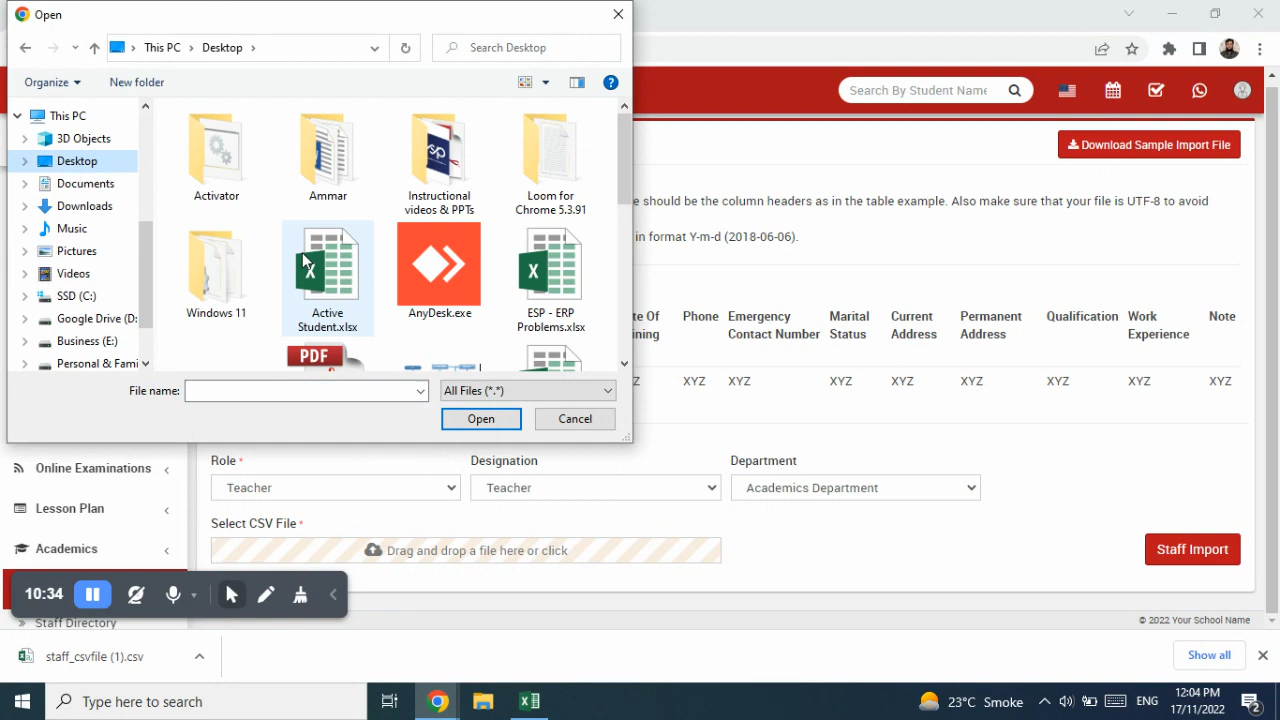 Open
This PC
Desktop
Search Desktop
Organize
New folder
This PC
3D Objects
Desktop
Documents
Downloads
Music
Pictures
Videos
SSD (C:)
Google Drive (D:
Business (E:)
Personal & Fami
Activator
Ammar
Instructional
videos & PPTs
Loom for
Chrome 5.3.91
Windows 11
Active
Student.xlsx
AnyDesk.exe
ESP - ERP
Problems.xlsx
PDF
File name:
All Files (*.*)
Open
Cancel
Search By Student Name
Download Sample Import File
e should be the column headers as in the table example. Also make sure that your file is UTF-8 to avoid
in format Y-m-d (2018-06-06).
te Of
ining
Phone
Emergency
Contact Number
Marital
Status
Current
Address
Permanent
Address
Qualification
Work
Experience
Note
Z
XYZ
XYZ
XYZ
XYZ
XYZ
XYZ
XYZ
XYZ
Online Examinations
Lesson Plan
Academics
Staff Directory
Role *
Teacher
Designation
Teacher
Department
Academics Department
Select CSV File *
Drag and drop a file here or click
Staff Import
10:34
© 2022 Your School Name
staff_csvfile (1).csv
Show all
Type here to search
23°C Smoke
ENG
12:04 PM
17/11/2022
2